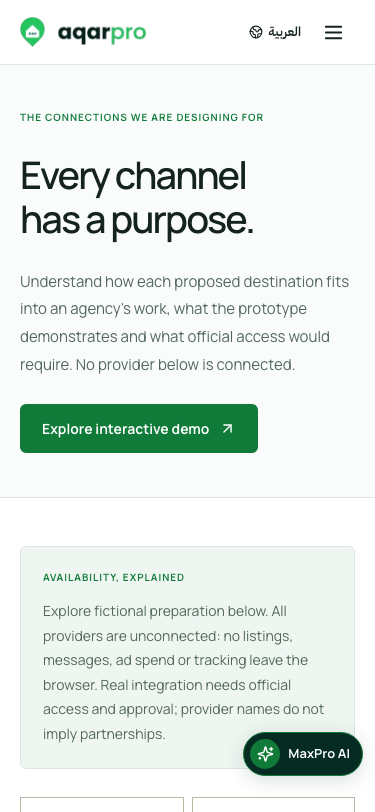 aqarpro
العربية
THE CONNECTIONS WE ARE DESIGNING FOR
Every channel
has a purpose.
Understand how each proposed destination fits
into an agency's work, what the prototype
demonstrates and what official access would
require. No provider below is connected.
Explore interactive demo
AVAILABILITY, EXPLAINED
Explore fictional preparation below. All
providers are unconnected: no listings,
messages, ad spend or tracking leave the
browser. Real integration needs official
access and approval; provider names do not
imply partnerships.
MaxPro AI